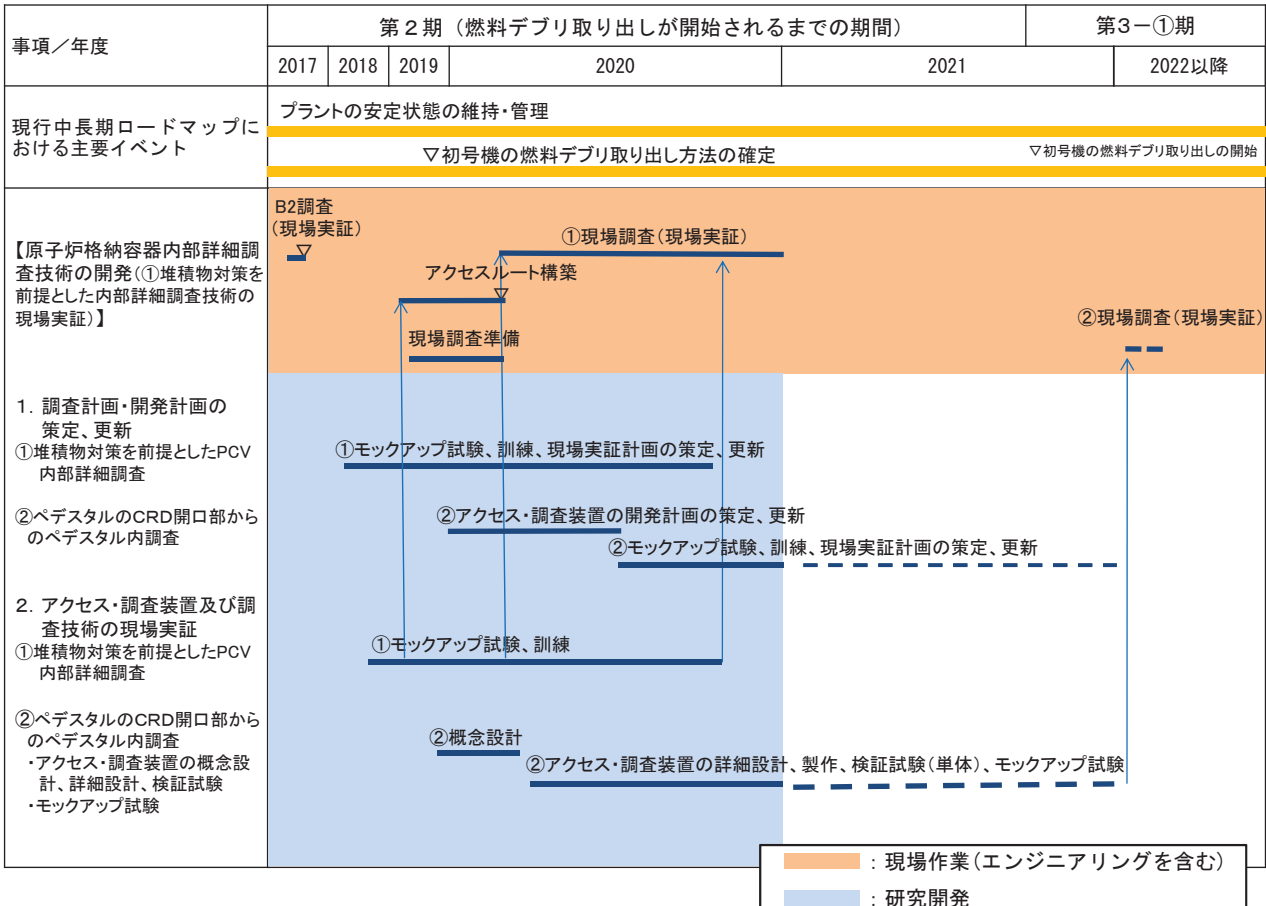 事項／年度
第２期（燃料デブリ取り出しが開始されるまでの期間）
第3－①期
2017
2018
2019
2020
2021
2022以降
現行中長期ロードマップに
おける主要イベント
プラントの安定状態の維持・管理
▽初号機の燃料デブリ取り出し方法の確定
▽初号機の燃料デブリ取り出しの開始
【原子炉格納容器内部詳細調
査技術の開発(①堆積物対策を
前提とした内部詳細調査技術の
現場実証)】
B2調査
(現場実証)
▽
①現場調査(現場実証)
アクセスルート構築
▽
現場調査準備
②現場調査(現場実証)
１．調査計画・開発計画の
策定、更新
①堆積物対策を前提としたPCV
内部詳細調査
①モックアップ試験、訓練、現場実証計画の策定、更新
②ペデスタルのCRD開口部から
のペデスタル内調査
②アクセス・調査装置の開発計画の策定、更新
②モックアップ試験、訓練、現場実証計画の策定、更新
２．アクセス・調査装置及び調
査技術の現場実証
①堆積物対策を前提としたPCV
内部詳細調査
①モックアップ試験、訓練
②ペデスタルのCRD開口部から
のペデスタル内調査
・アクセス・調査装置の概念設
計、詳細設計、検証試験
・モックアップ試験
②概念設計
②アクセス・調査装置の詳細設計、製作、検証試験(単体)、モックアップ試験
：現場作業(エンジニアリングを含む)
：研究開発